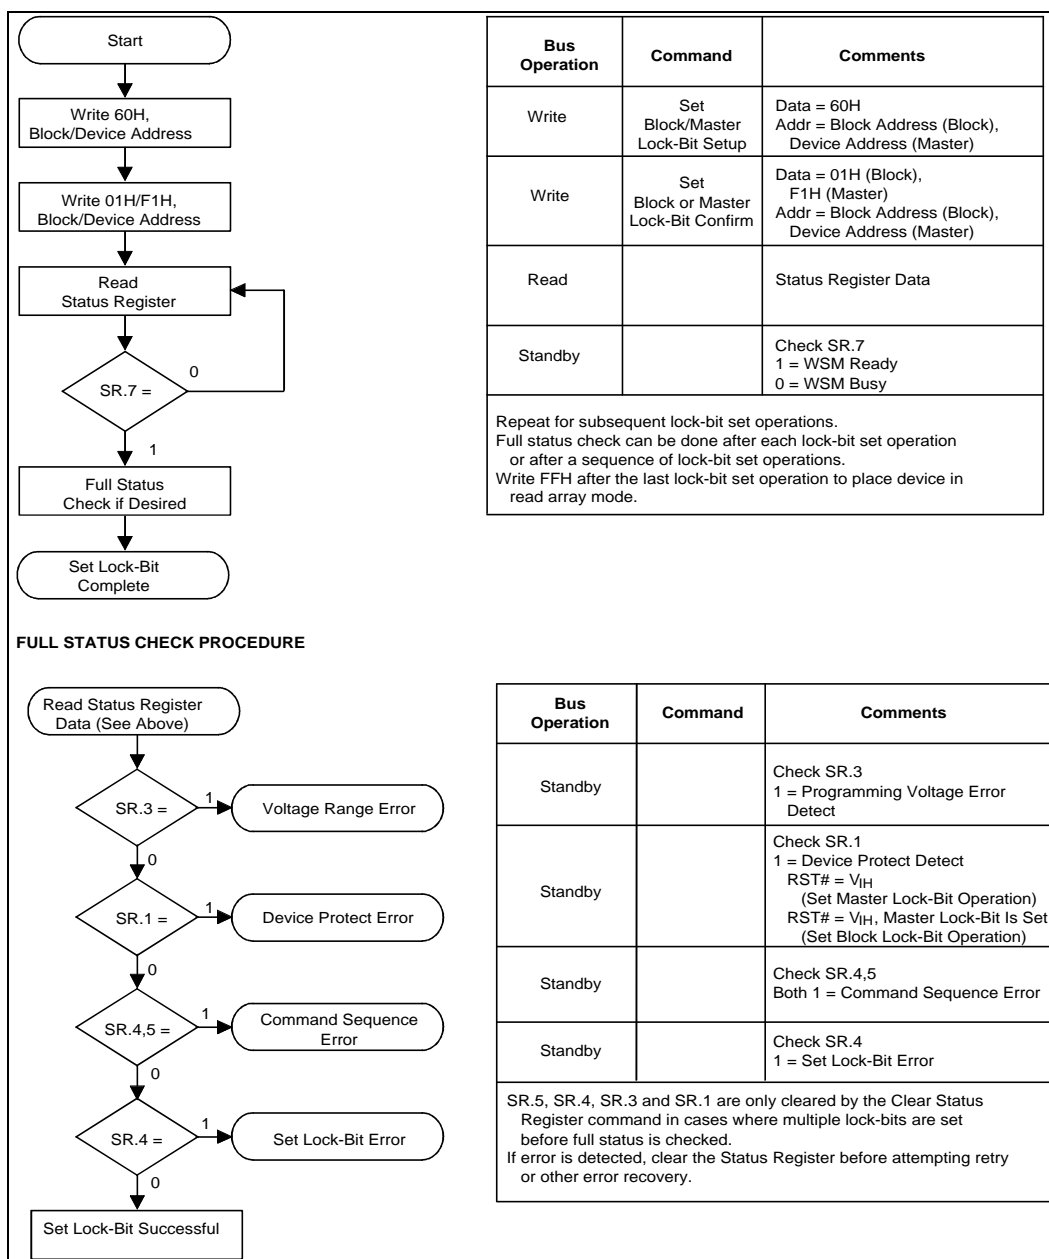 Start
Write 60H,
Block/Device Address
Write 01H/F1H,
Block/Device Address
Read
Status Register
SR.7 =
0
1
Full Status
Check if Desired
Set Lock-Bit
Complete
Bus
Operation
Command
Comments
Write
Set
Block/Master
Lock-Bit Setup
Data = 60H
Addr = Block Address (Block),
Device Address (Master)
Write
Set
Block or Master
Lock-Bit Confirm
Data = 01H (Block),
F1H (Master)
Addr = Block Address (Block),
Device Address (Master)
Read
Status Register Data
Standby
Check SR.7
1 = WSM Ready
0 = WSM Busy
Repeat for subsequent lock-bit set operations.
Full status check can be done after each lock-bit set operation
or after a sequence of lock-bit set operations.
Write FFH after the last lock-bit set operation to place device in
read array mode.
FULL STATUS CHECK PROCEDURE
Read Status Register
Data (See Above)
SR.3 =
1
Voltage Range Error
0
SR.1 =
1
Device Protect Error
0
SR.4,5 =
1
Command Sequence
Error
0
SR.4 =
1
Set Lock-Bit Error
0
Set Lock-Bit Successful
Bus
Operation
Command
Comments
Standby
Check SR.3
1 = Programming Voltage Error
Detect
Standby
Check SR.1
1 = Device Protect Detect
RST# = VIH
(Set Master Lock-Bit Operation)
RST# = VIH, Master Lock-Bit Is Set
(Set Block Lock-Bit Operation)
Standby
Check SR.4,5
Both 1 = Command Sequence Error
Standby
Check SR.4
1 = Set Lock-Bit Error
SR.5, SR.4, SR.3 and SR.1 are only cleared by the Clear Status
Register command in cases where multiple lock-bits are set
before full status is checked.
If error is detected, clear the Status Register before attempting retry
or other error recovery.